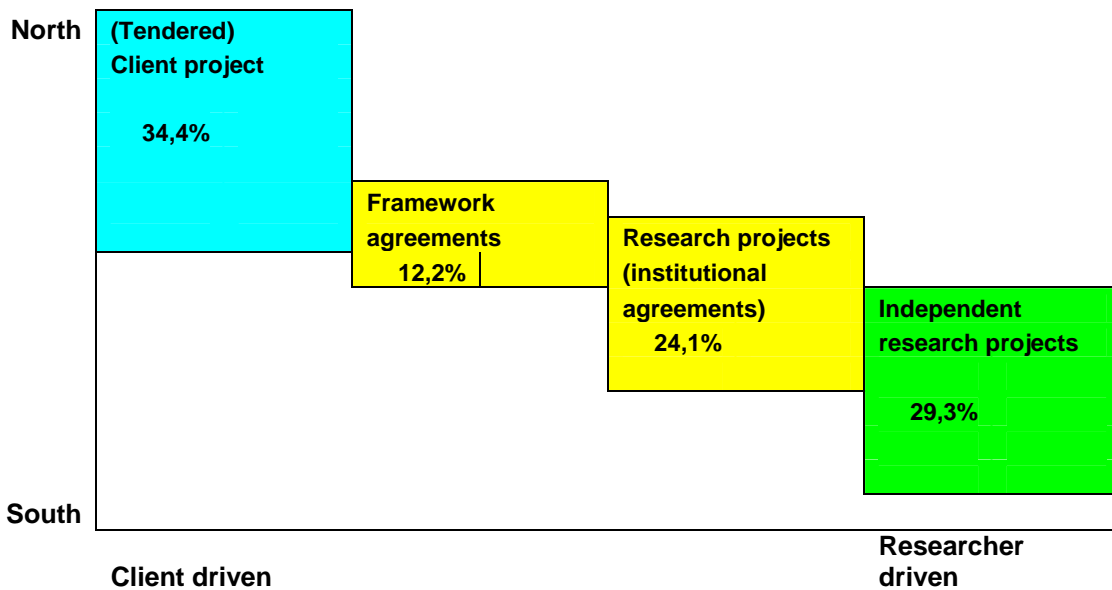 North
(Tendered)
Client project
34,4%
Framework
agreements
12,2%
Research projects
(institutional
agreements)
24,1%
Independent
research projects
29,3%
South
Client driven
Researcher
driven